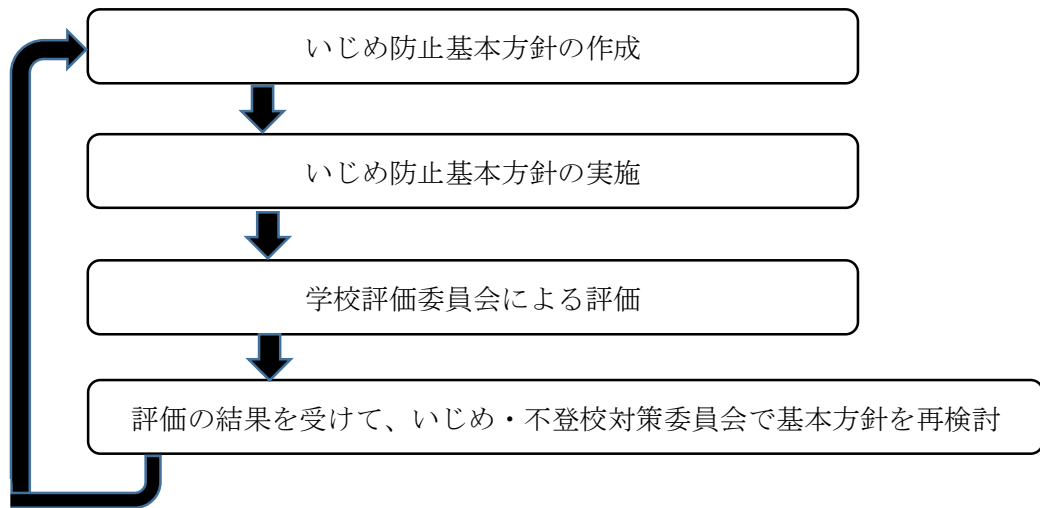 いじめ防止基本方針の作成
いじめ防止基本方針の実施
学校評価委員会による評価
評価の結果を受けて、いじめ・不登校対策委員会で基本方針を再検討